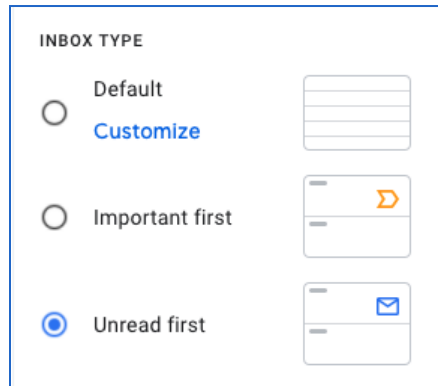 INBOX TYPE
Default
Customize
Important first
Unread first